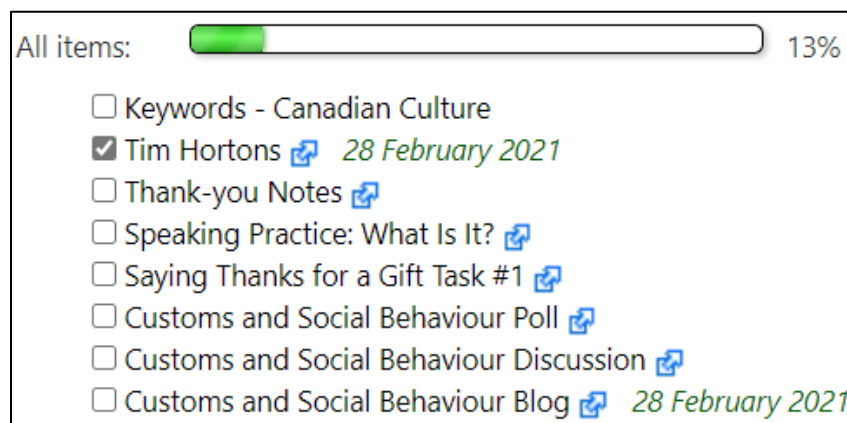 All items: 13%
Keywords - Canadian Culture
Tim Hortons 28 February 2021
Thank-you Notes
Speaking Practice: What Is It?
Saying Thanks for a Gift Task #1
Customs and Social Behaviour Poll
Customs and Social Behaviour Discussion
Customs and Social Behaviour Blog 28 February 2021